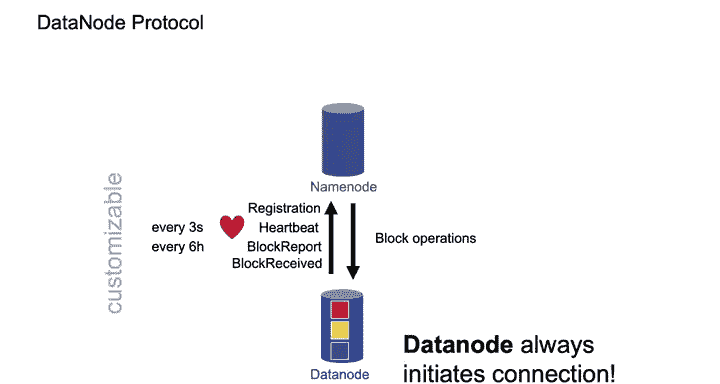 DataNode Protocol
Namenode
customizable
Registration
every 3s Heartbeat
every 6h BlockReport
BlockReceived
Block operations
Datanode
Datanode always
initiates connection!